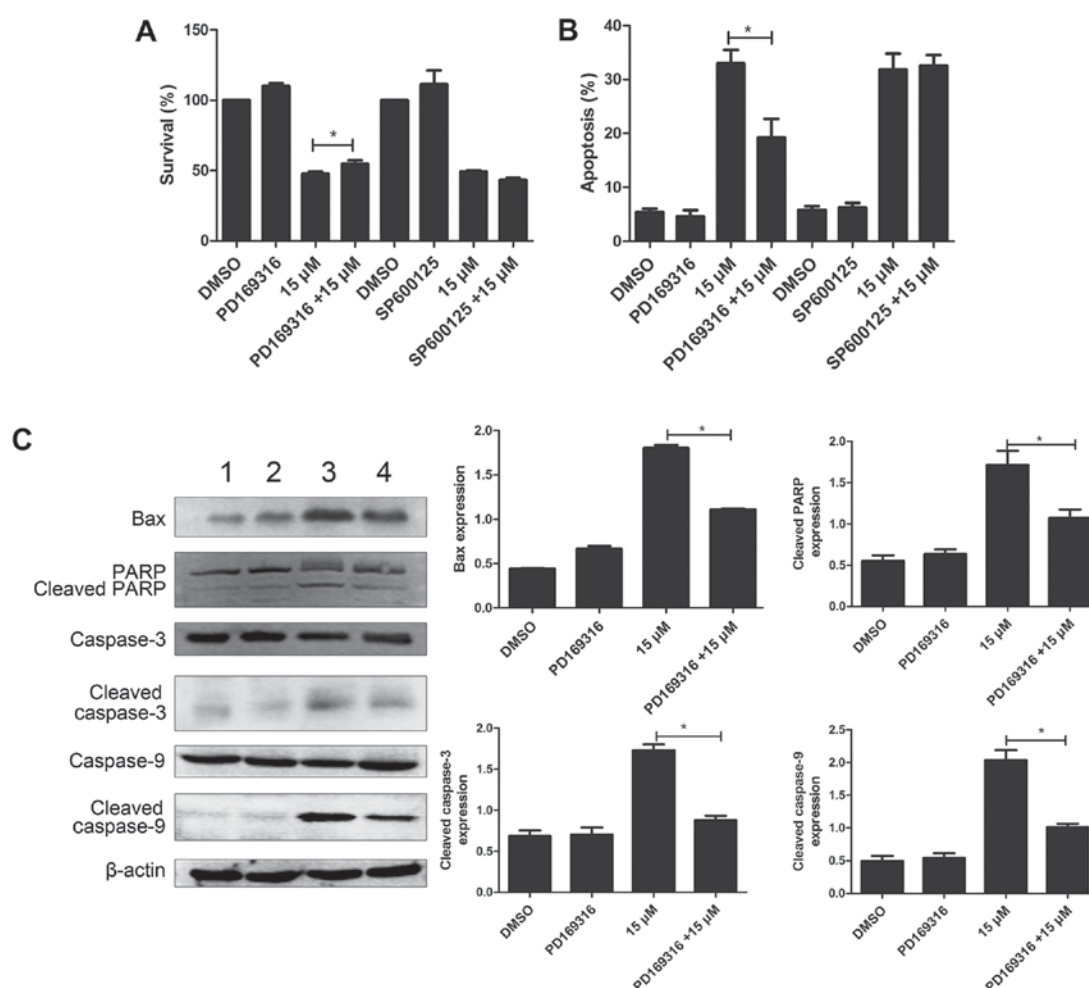 A
Survival (%)
150
100
50
0
*
DMSO
PD169316
15 µM
PD169316 +15 µM
DMSO
SP600125
15 µM
SP600125 +15 µM
B
Apoptosis (%)
40
30
20
10
0
*
DMSO
PD169316
15 µM
PD169316 +15 µM
DMSO
SP600125
15 µM
SP600125 +15 µM
C
1 2 3 4
Bax
PARP
Cleaved PARP
Caspase-3
Cleaved
caspase-3
Caspase-9
Cleaved
caspase-9
β-actin
Bax expression
2.0
1.5
1.0
0.5
0.0
*
DMSO
PD169316
15 µM
PD169316 +15 µM
Cleaved PARP
expression
2.0
1.5
1.0
0.5
0.0
*
DMSO
PD169316
15 µM
PD169316 +15 µM
Cleaved caspase-3
expression
2.0
1.5
1.0
0.5
0.0
*
DMSO
PD169316
15 µM
PD169316 +15 µM
Cleaved caspase-9
expression
2.5
2.0
1.5
1.0
0.5
0.0
*
DMSO
PD169316
15 µM
PD169316 +15 µM